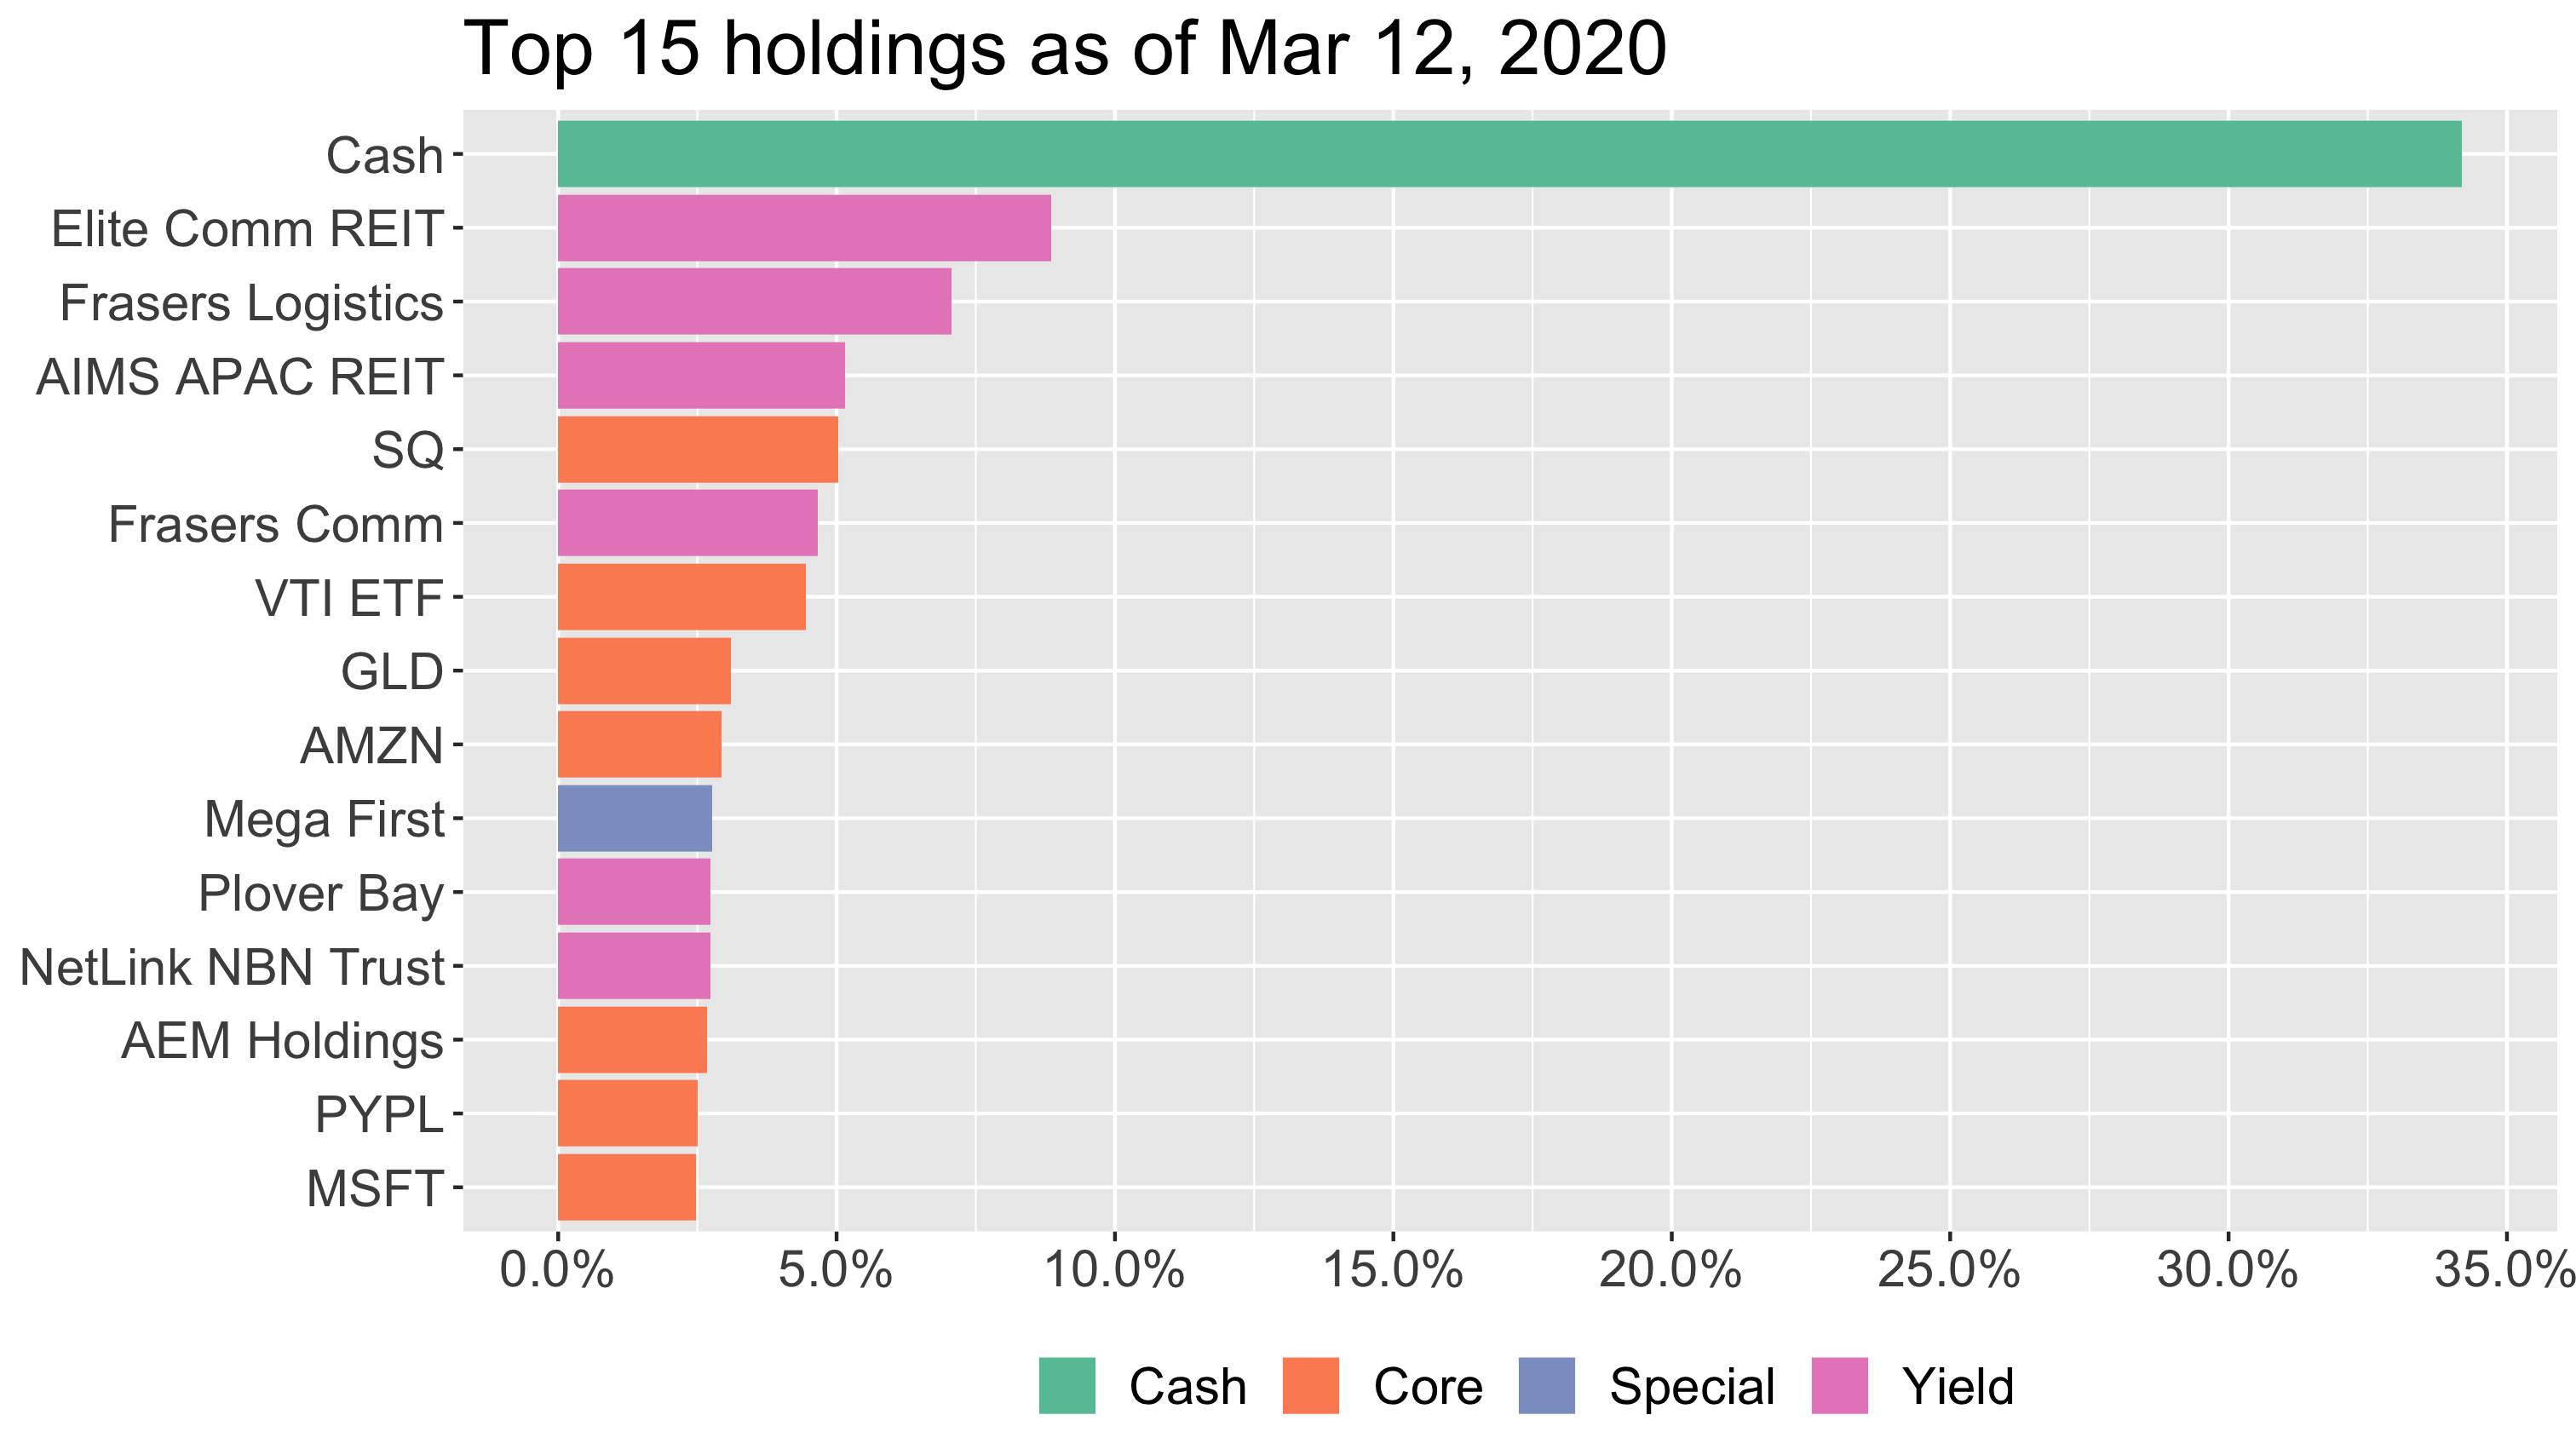 Top 15 holdings as of Mar 12, 2020
Cash
Elite Comm REIT
Frasers Logistics
AIMS APAC REIT
SQ
Frasers Comm
VTI ETF
GLD
AMZN
Mega First
Plover Bay
NetLink NBN Trust
AEM Holdings
PYPL
MSFT
0.0% 5.0% 10.0% 15.0% 20.0% 25.0% 30.0% 35.0%
Cash Core Special Yield